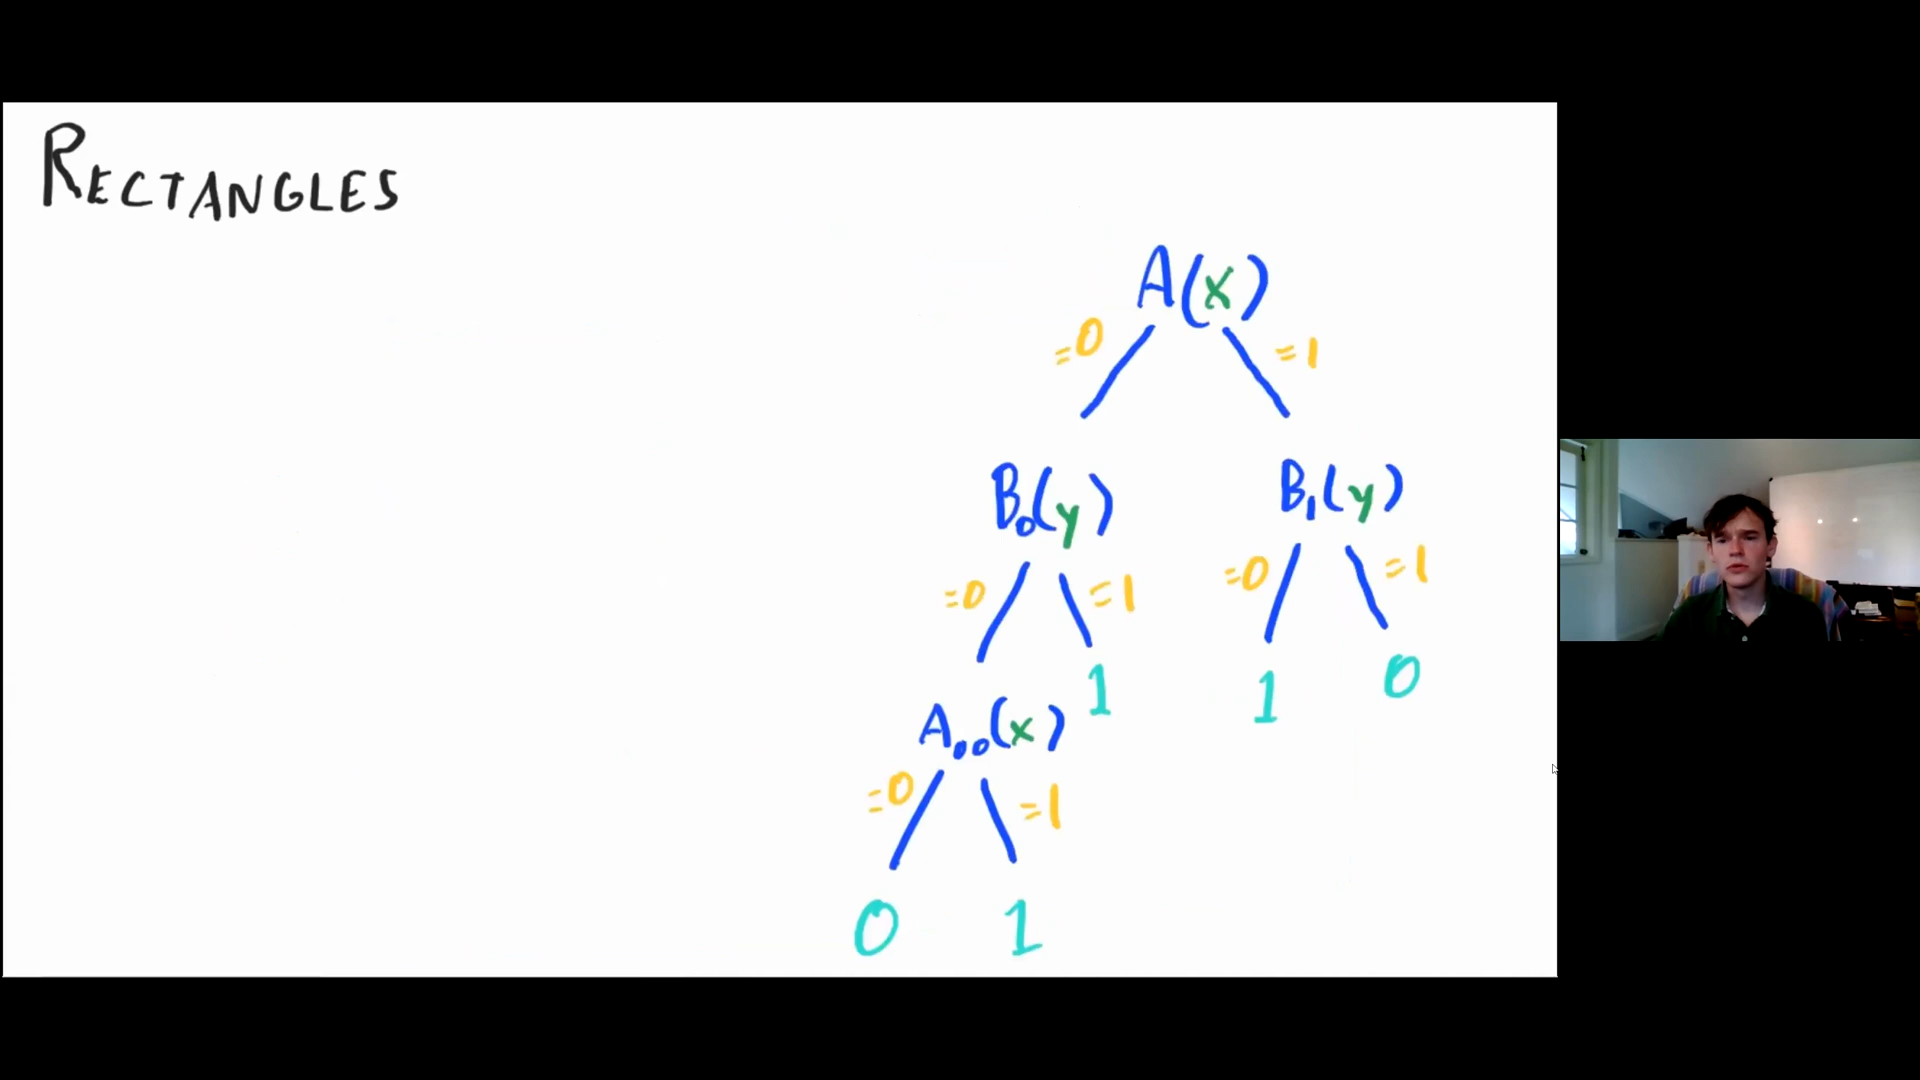 RECTANGLES
A(x)
=0 =1
B₀(y) B₁(y)
=0 =1 =0 =1
1 1 0
A₀₀(x)
=0 =1
0 1